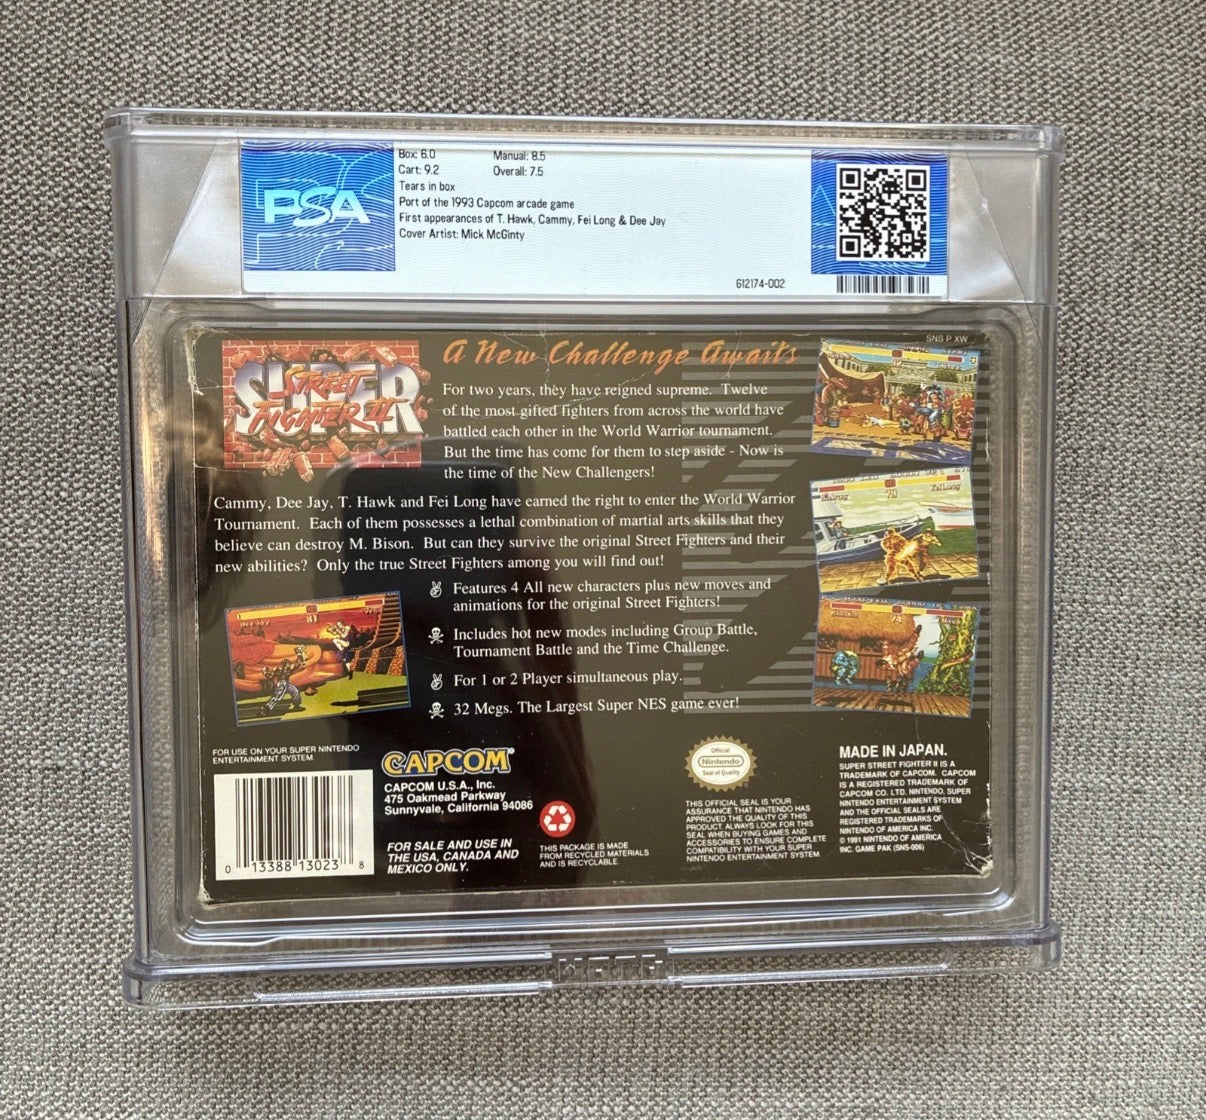 PSA
Box: 6.0 Manual: 8.5
Cart: 9.2 Overall: 7.5
Tears in box
Port of the 1993 Capcom arcade game
First appearances of T. Hawk, Cammy, Fei Long & Dee Jay
Cover Artist: Mick McGinty
612174-002
SNS P XW
SUPER
STREET
FIGHTER II
A New Challenge Awaits
For two years, they have reigned supreme. Twelve
of the most gifted fighters from across the world have
battled each other in the World Warrior tournament.
But the time has come for them to step aside - Now is
the time of the New Challengers!
Cammy, Dee Jay, T. Hawk and Fei Long have earned the right to enter the World Warrior
Tournament. Each of them possesses a lethal combination of martial arts skills that they
believe can destroy M. Bison. But can they survive the original Street Fighters and their
new abilities? Only the true Street Fighters among you will find out!
Features 4 All new characters plus new moves and
animations for the original Street Fighters!
Includes hot new modes including Group Battle,
Tournament Battle and the Time Challenge.
For 1 or 2 Player simultaneous play.
32 Megs. The Largest Super NES game ever!
FOR USE ON YOUR SUPER NINTENDO
ENTERTAINMENT SYSTEM
0 13388 13023 8
CAPCOM®
CAPCOM U.S.A., Inc.
475 Oakmead Parkway
Sunnyvale, California 94086
FOR SALE AND USE IN
THE USA, CANADA AND
MEXICO ONLY.
THIS PACKAGE IS MADE
FROM RECYCLED MATERIALS
AND IS RECYCLABLE.
Official
Nintendo
Seal of Quality
THIS OFFICIAL SEAL IS YOUR
ASSURANCE THAT NINTENDO HAS
APPROVED THE QUALITY OF THIS
PRODUCT. ALWAYS LOOK FOR THIS
SEAL WHEN BUYING GAMES AND
ACCESSORIES TO ENSURE COMPLETE
COMPATIBILITY WITH YOUR SUPER
NINTENDO ENTERTAINMENT SYSTEM.
MADE IN JAPAN.
SUPER STREET FIGHTER II IS A
TRADEMARK OF CAPCOM. CAPCOM
IS A REGISTERED TRADEMARK OF
CAPCOM CO. LTD. NINTENDO, SUPER
NINTENDO ENTERTAINMENT SYSTEM
AND THE OFFICIAL SEALS ARE
REGISTERED TRADEMARKS OF
NINTENDO OF AMERICA INC.
© 1991 NINTENDO OF AMERICA
INC. GAME PAK (SNS-006)